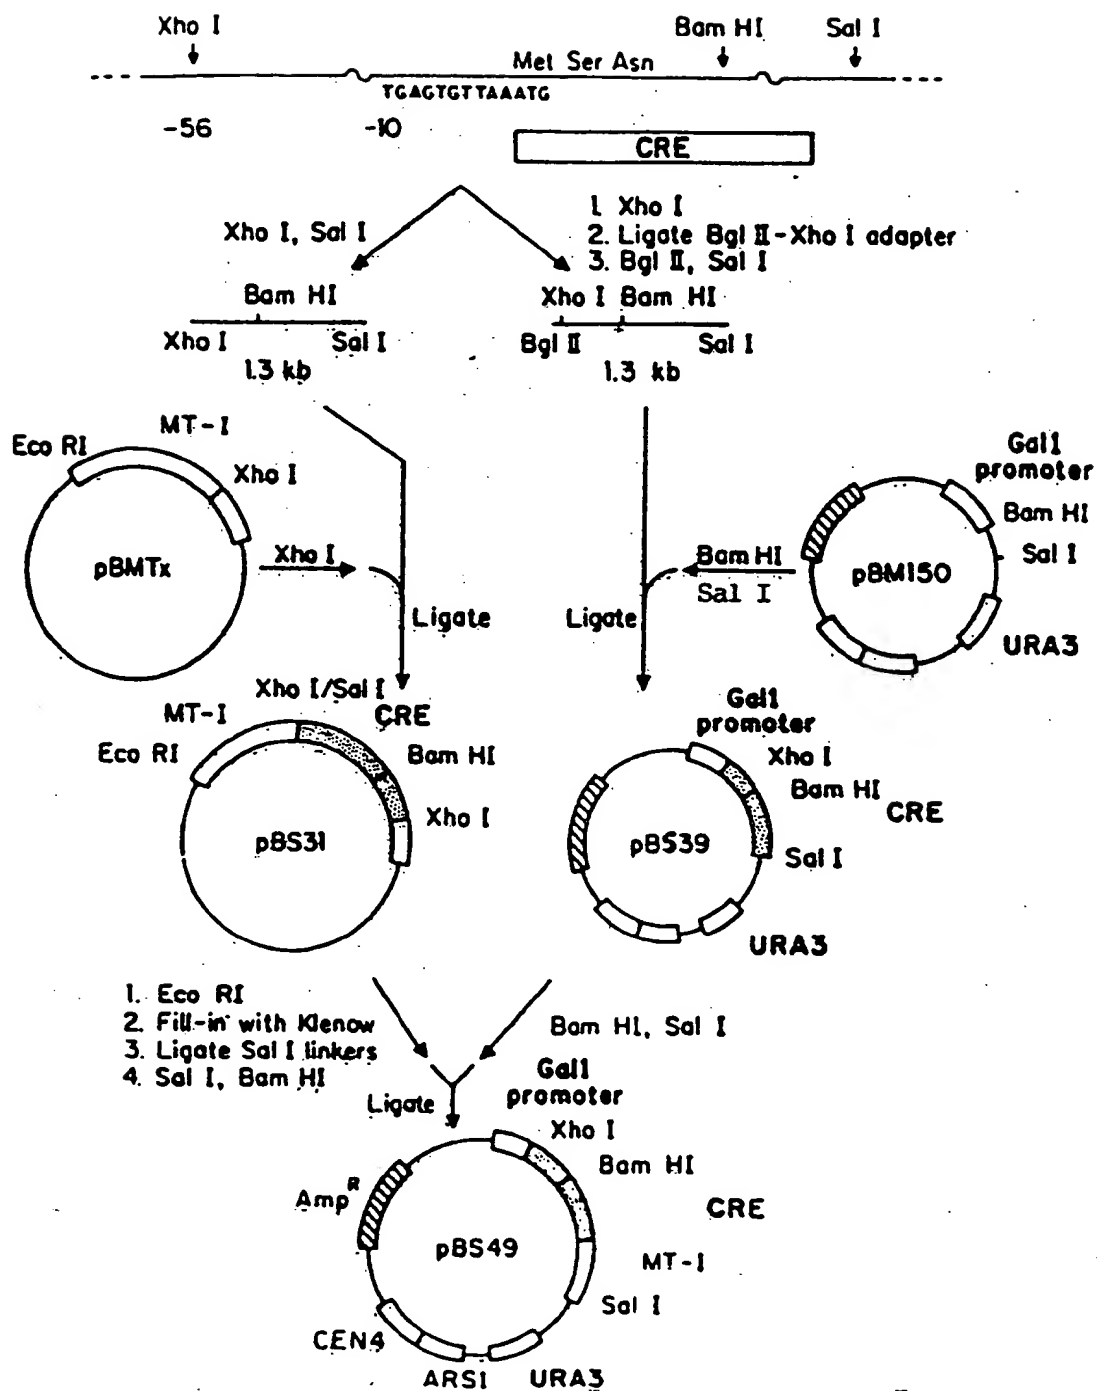 Xho I
Bam HI
Sal I
Met Ser Asn
TGAGTGTTAAATG
-56
-10
CRE
Xho I, Sal I
1. Xho I
2. Ligate Bgl II-Xho I adapter
3. Bgl II, Sal I
Bam HI
Xho I
Sal I
1.3 kb
Xho I Bam HI
Bgl II
Sal I
1.3 kb
MT-I
Eco RI
Xho I
pBMTx
Xho I
Ligate
Gal1
promoter
Bam HI
Sal I
pBM150
URA3
Bam HI
Sal I
Ligate
Xho I/Sal I
CRE
MT-I
Eco RI
Bam HI
Xho I
pBS31
Gal1
promoter
Xho I
Bam HI
CRE
pBS39
Sal I
URA3
1. Eco RI
2. Fill-in with Klenow
3. Ligate Sal I linkers
4. Sal I, Bam HI
Bam HI, Sal I
Ligate
Gal1
promoter
Xho I
Bam HI
Amp R
CRE
pBS49
MT-I
Sal I
CEN4
ARS1
URA3